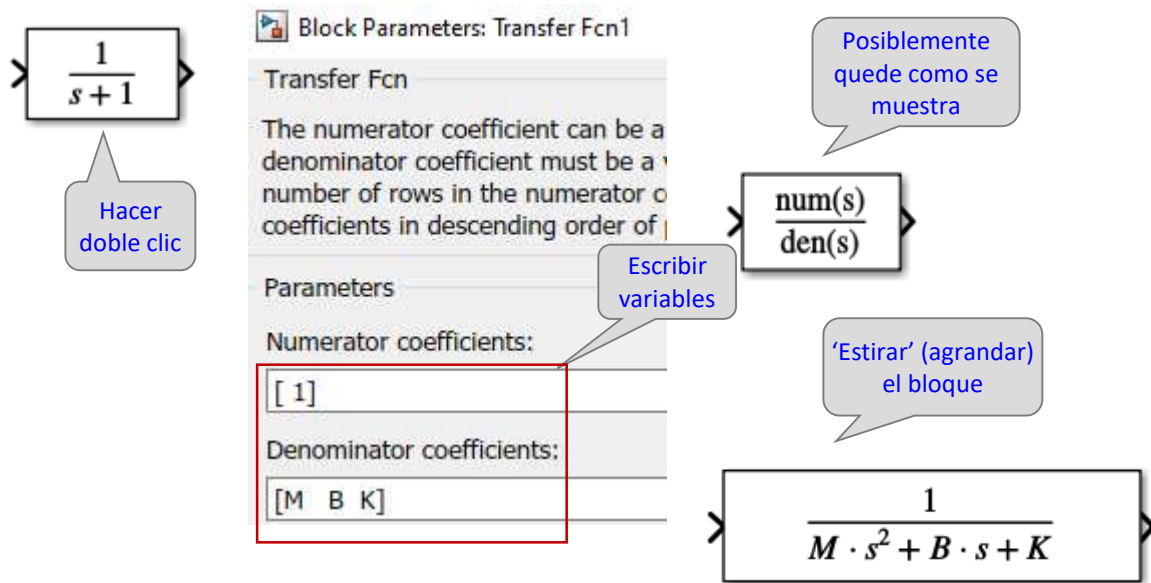 1
s + 1
Hacer
doble clic
Block Parameters: Transfer Fcn1
Transfer Fcn
The numerator coefficient can be a
denominator coefficient must be a
number of rows in the numerator
coefficients in descending order of
Parameters
Numerator coefficients:
[ 1]
Denominator coefficients:
[M B K]
Escribir
variables
Posiblemente
quede como se
muestra
num(s)
den(s)
‘Estirar’ (agrandar)
el bloque
1
M · s² + B · s + K